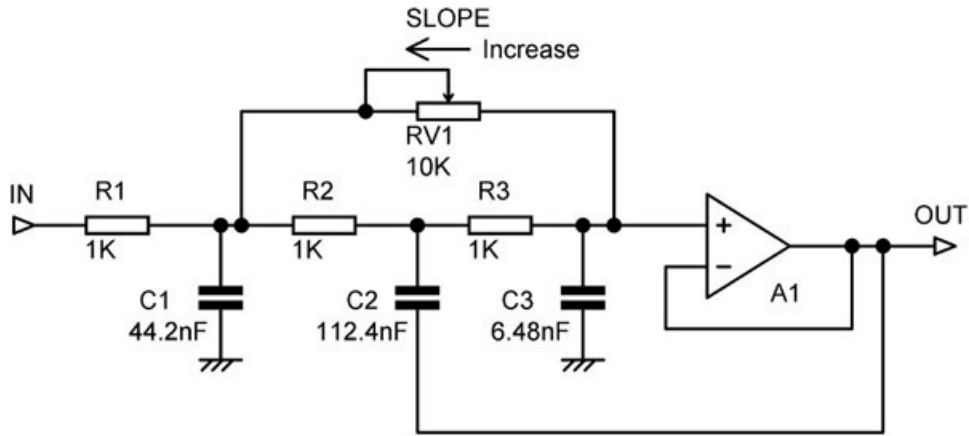 SLOPE
Increase
RV1
10K
IN
R1
R2
R3
OUT
1K
1K
1K
+
−
A1
C1
44.2nF
C2
112.4nF
C3
6.48nF